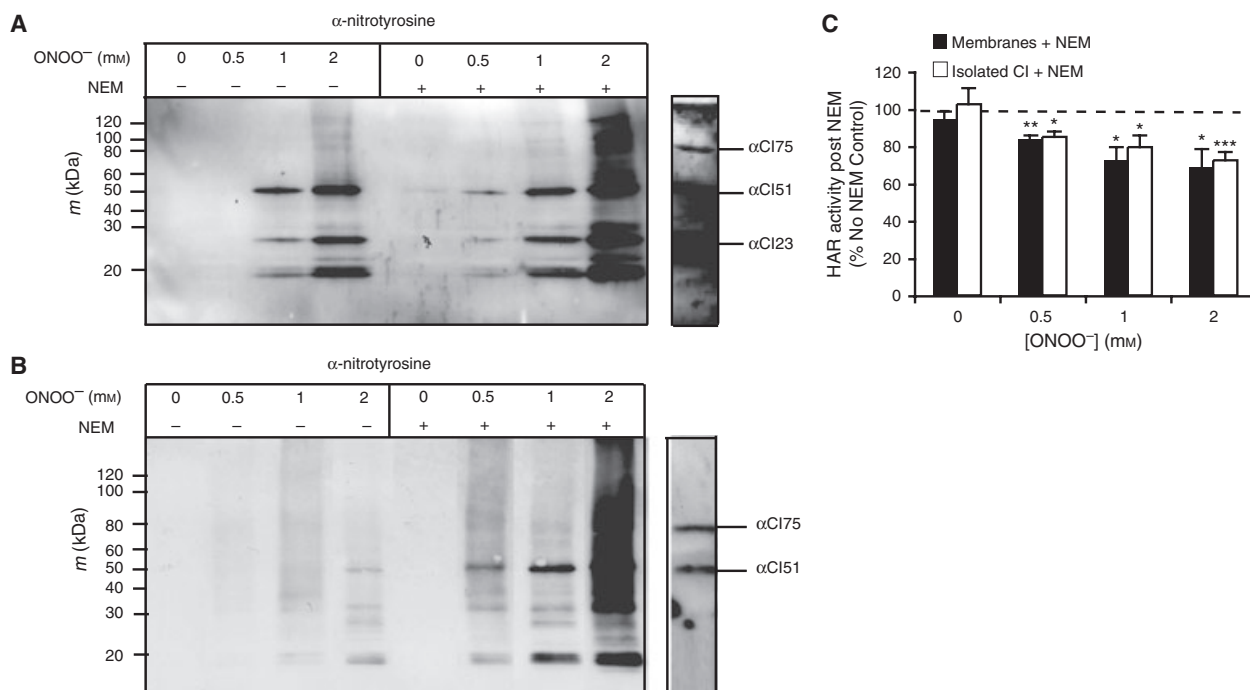 A
α-nitrotyrosine
ONOO⁻ (mM) 0 0.5 1 2 0 0.5 1 2
NEM – – – – + + + +
m (kDa)
120
100
80
60
50
40
30
20
αCI75
αCI51
αCI23
B
α-nitrotyrosine
ONOO⁻ (mM) 0 0.5 1 2 0 0.5 1 2
NEM – – – – + + + +
m (kDa)
120
100
80
60
50
40
30
20
αCI75
αCI51
C
Membranes + NEM
Isolated CI + NEM
HAR activity post NEM
(% No NEM Control)
120
100
80
60
40
20
0
** * * * * ***
0 0.5 1 2
[ONOO⁻] (mM)